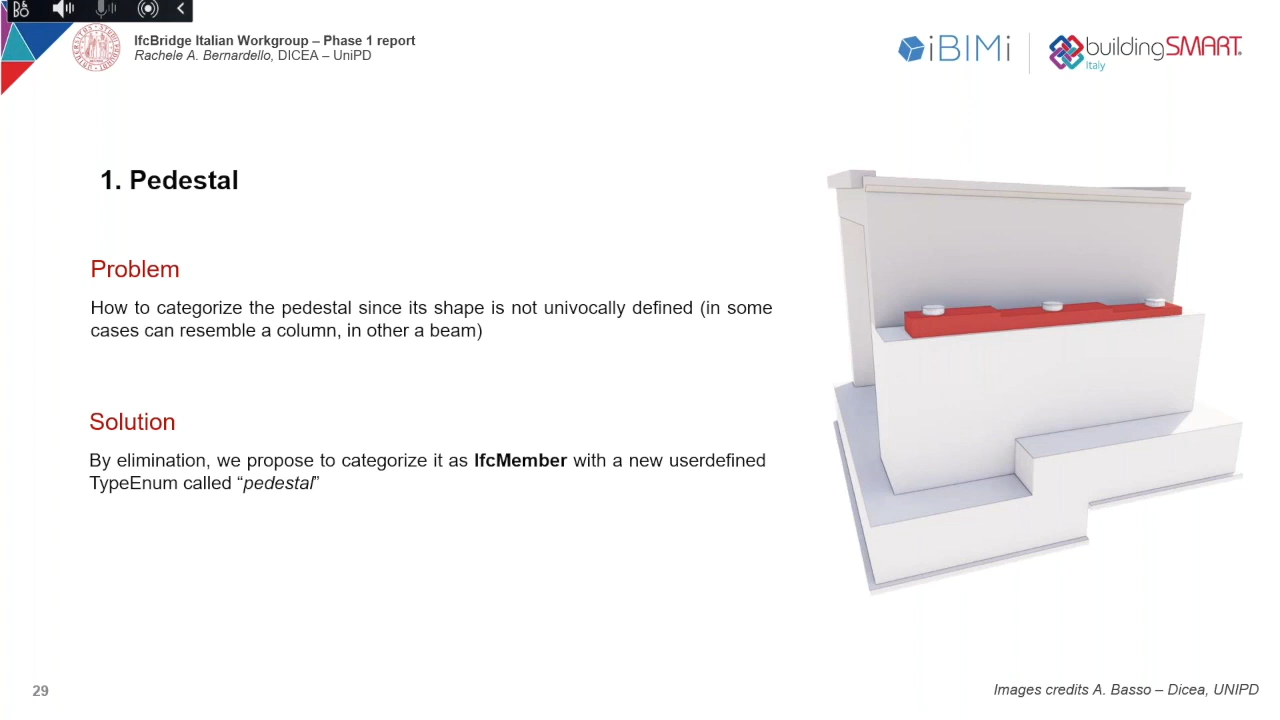 IfcBridge Italian Workgroup – Phase 1 report
Rachele A. Bernardello, DICEA – UniPD
iBIMi
buildingSMART
Italy
1. Pedestal
Problem
How to categorize the pedestal since its shape is not univocally defined (in some
cases can resemble a column, in other a beam)
Solution
By elimination, we propose to categorize it as IfcMember with a new userdefined
TypeEnum called “pedestal”
29
Images credits A. Basso – Dicea, UNIPD